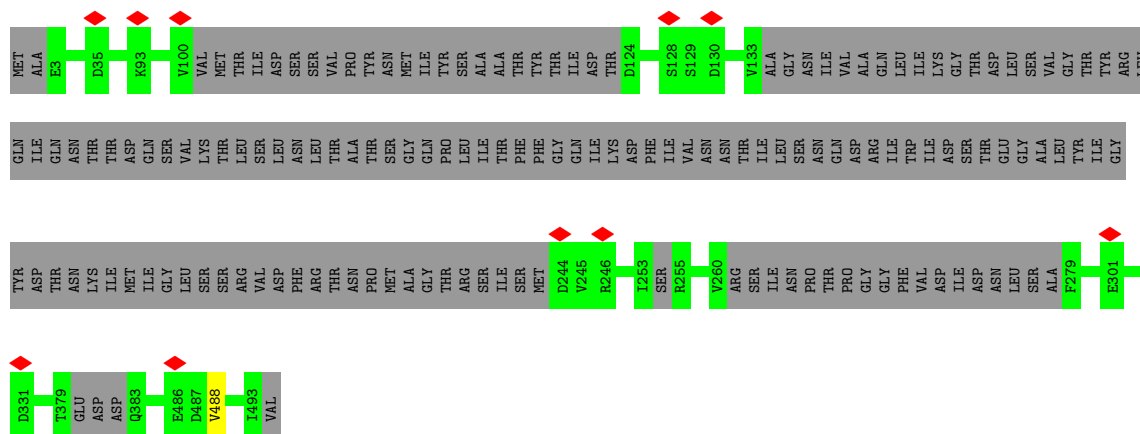 MET ALA E3 D35 K93 V100 VAL MET THR ILE ASP SER SER VAL PRO TYR ASN MET ILE TYR SER ALA ALA THR TYR THR ILE ASP THR D124 S128 S129 D130 V133 ALA GLY ASN ILE VAL ALA GLN LEU ILE LYS GLY THR ASP LEU SER VAL GLY THR TYR ARG LEU
GLN ILE GLN ASN THR THR ASP GLN SER VAL LYS THR LEU SER LEU ASN LEU THR ALA THR SER GLY GLN PRO LEU ILE THR PHE PHE GLY GLN ILE LYS ASP PHE ILE VAL ASN ASN THR ILE LEU SER ASN GLN ASP ARG ILE TRP ILE ASP SER THR GLU GLY ALA LEU TYR ILE GLY
TYR ASP THR ASN LYS ILE MET ILE GLY LEU SER SER ARG VAL ASP PHE ARG THR ASN PRO MET ALA GLY THR ARG SER ILE SER MET D244 V245 R246 I253 SER R255 V260 ARG SER ILE ASN PRO THR PRO GLY GLY PHE VAL ASP ILE ASP ASN LEU SER ALA F279 E301
D331 T379 GLU ASP ASP Q383 E486 D487 V488 I493 VAL